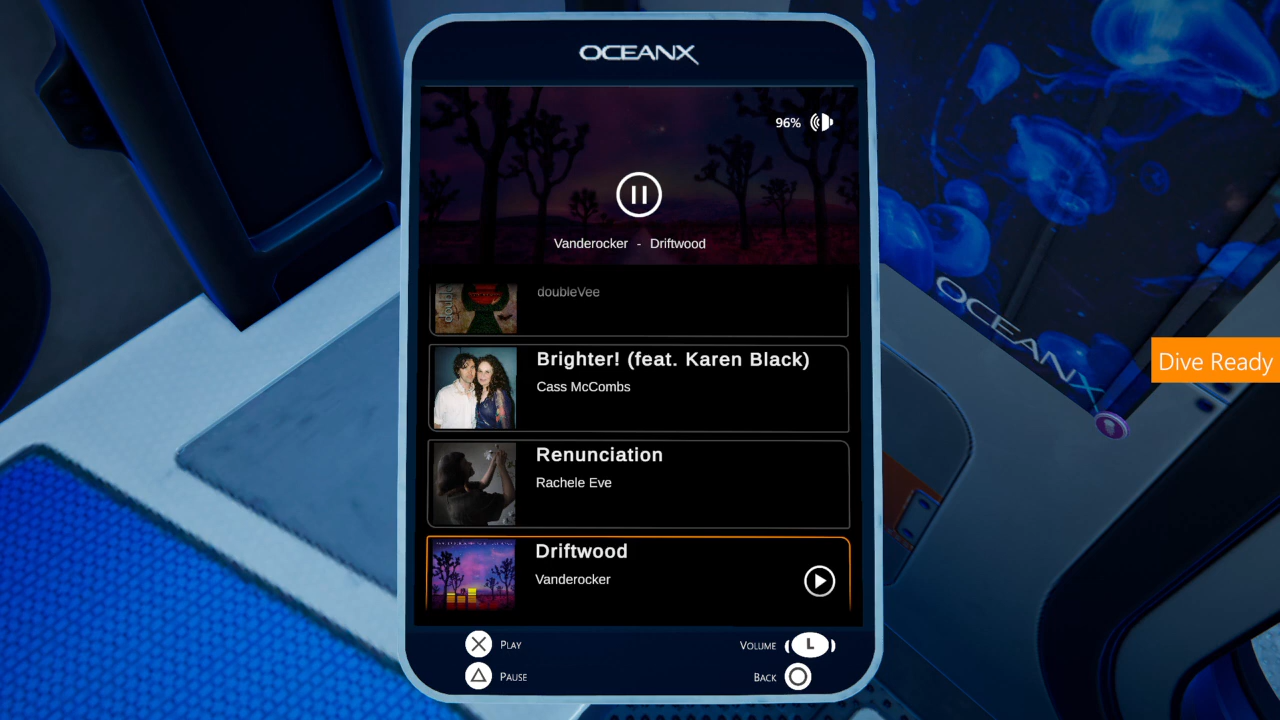 OCEANX
96%
Vanderocker - Driftwood
doubleVee
Brighter! (feat. Karen Black)
Cass McCombs
Renunciation
Rachele Eve
Driftwood
Vanderocker
PLAY
VOLUME L
PAUSE
BACK
OCEANX
Dive Ready